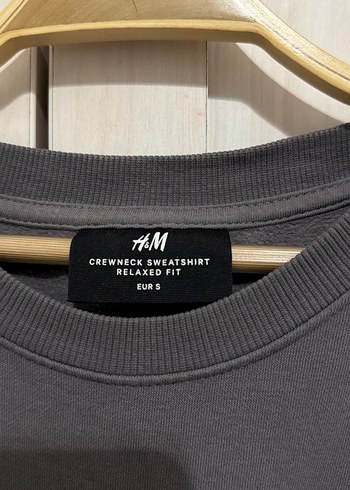 H&M
CREWNECK SWEATSHIRT
RELAXED FIT
EUR S